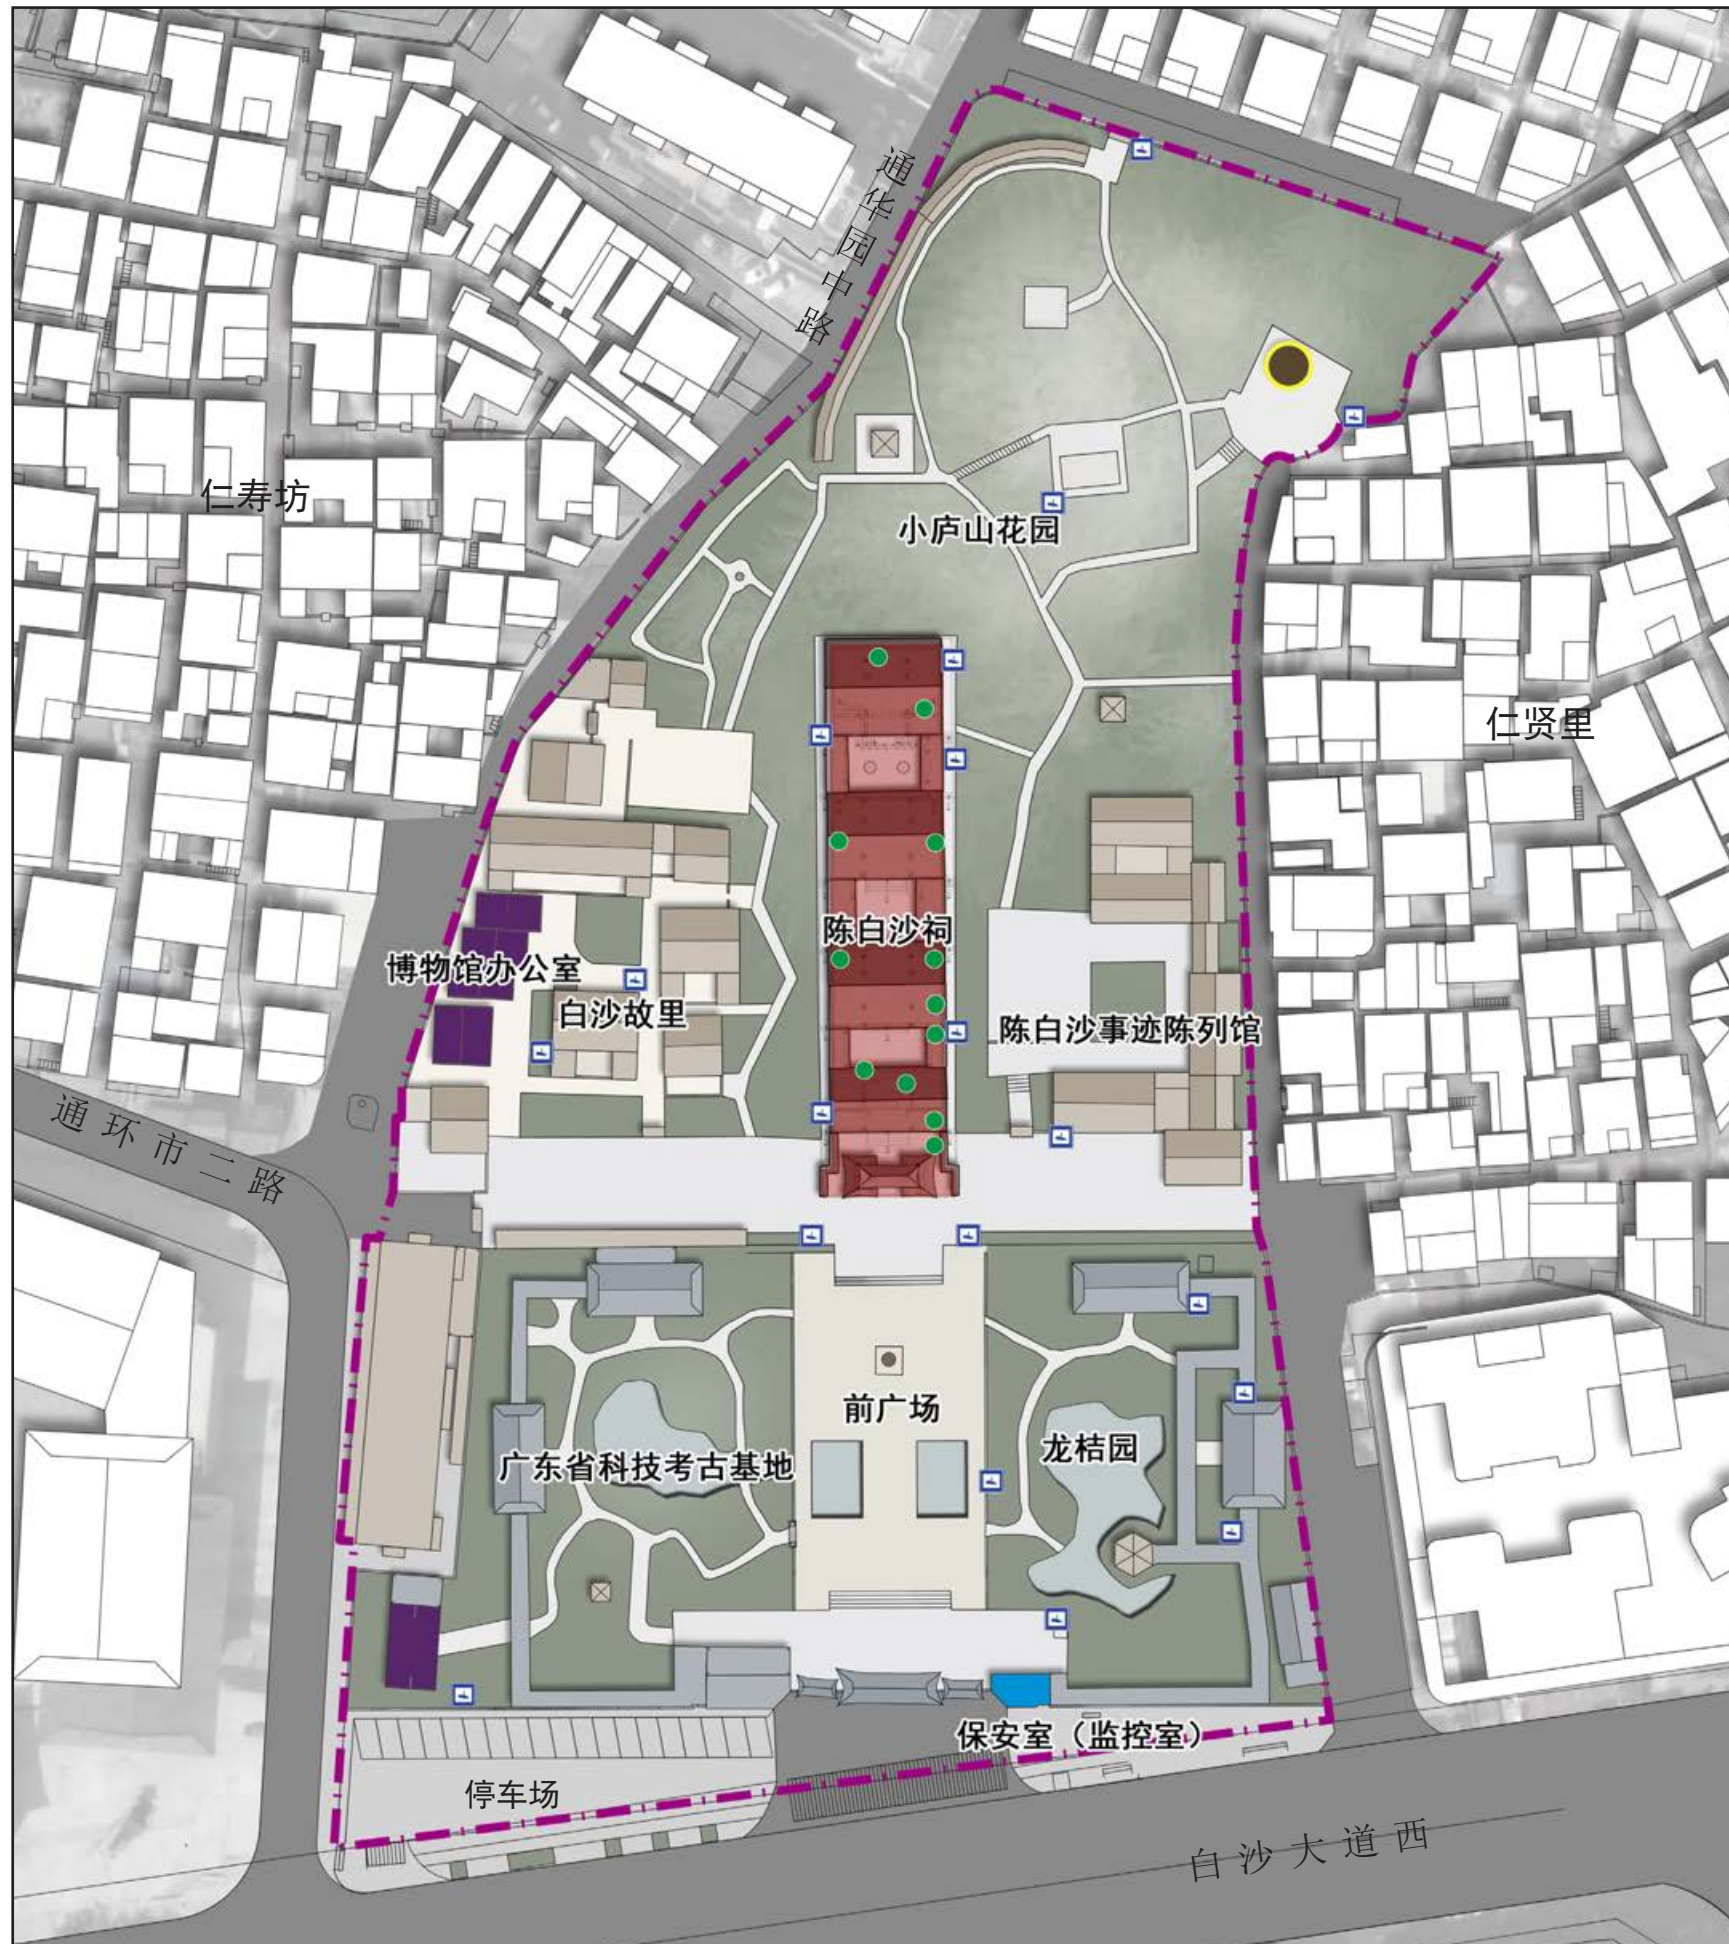 通华园中路
仁寿坊
小庐山花园
仁贤里
陈白沙祠
博物馆办公室
白沙故里
陈白沙事迹陈列馆
通环市二路
前广场
龙桔园
广东省科技考古基地
保安室（监控室）
停车场
白沙大道西